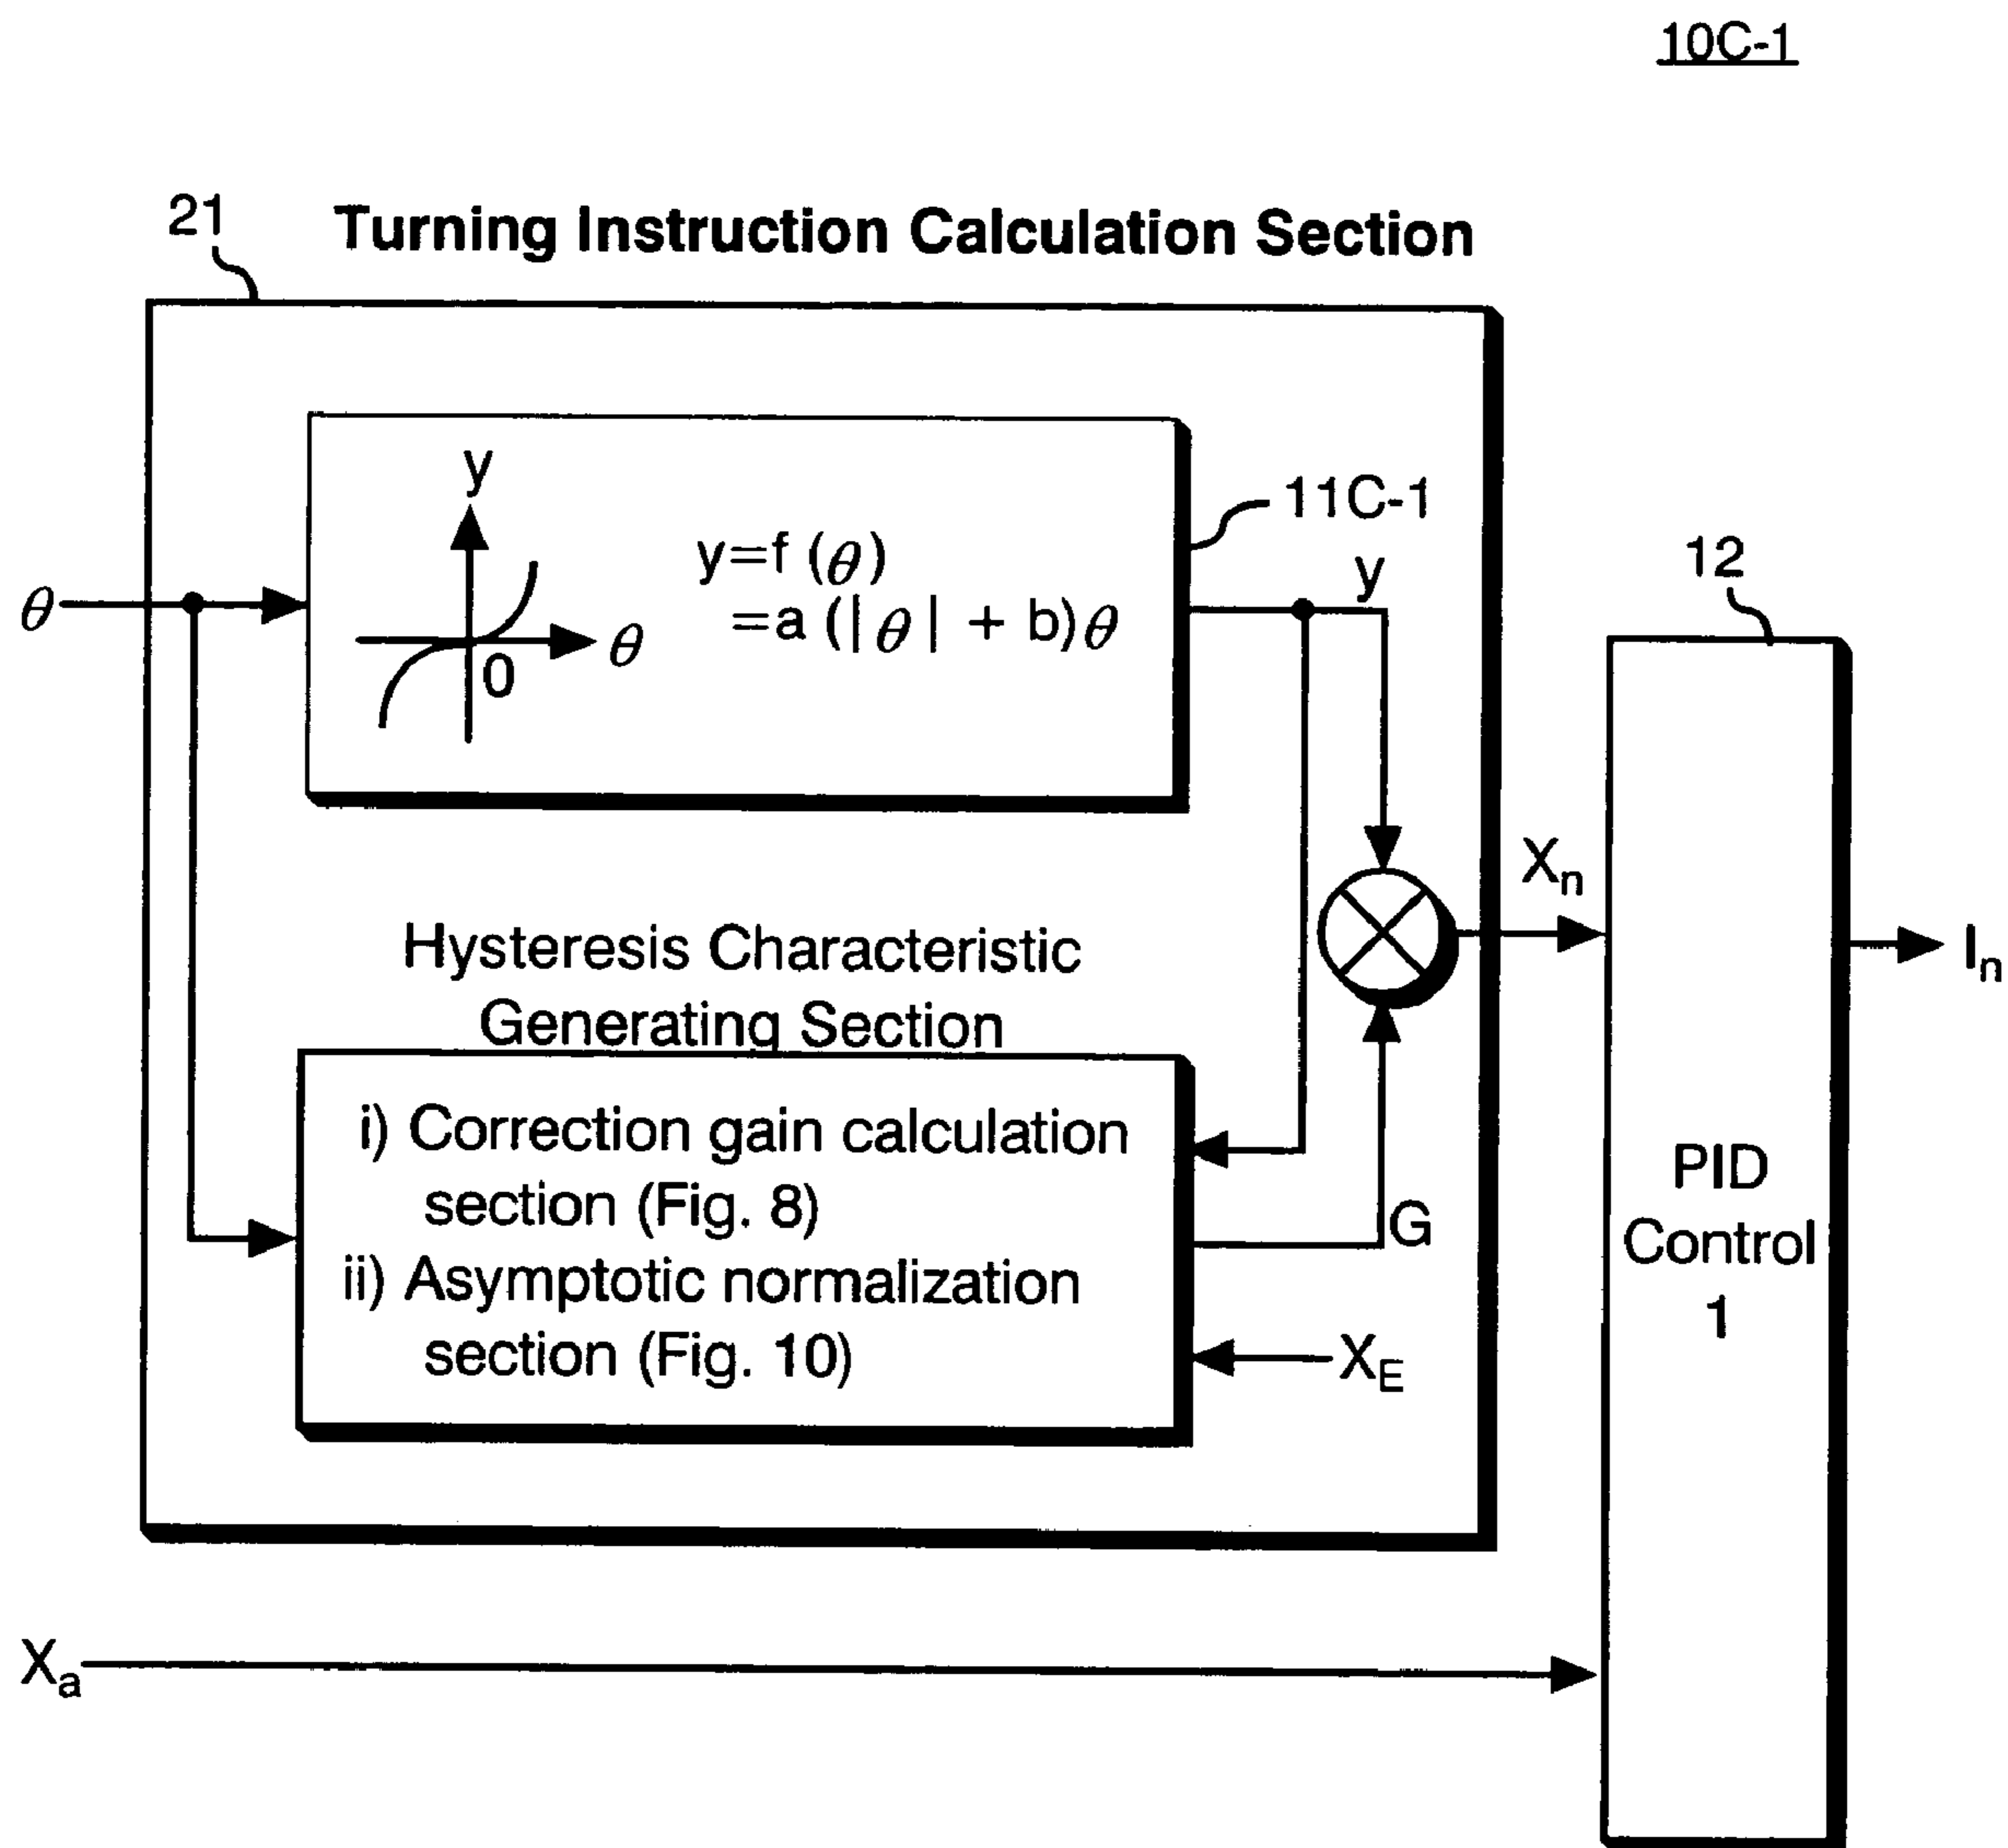 10C-1
21
Turning Instruction Calculation Section
y
θ
0
y=f (θ)
=a (|θ| + b)θ
11C-1
y
12
θ
Xn
In
Hysteresis Characteristic
Generating Section
i) Correction gain calculation
section (Fig. 8)
ii) Asymptotic normalization
section (Fig. 10)
G
XE
PID
Control
1
Xa